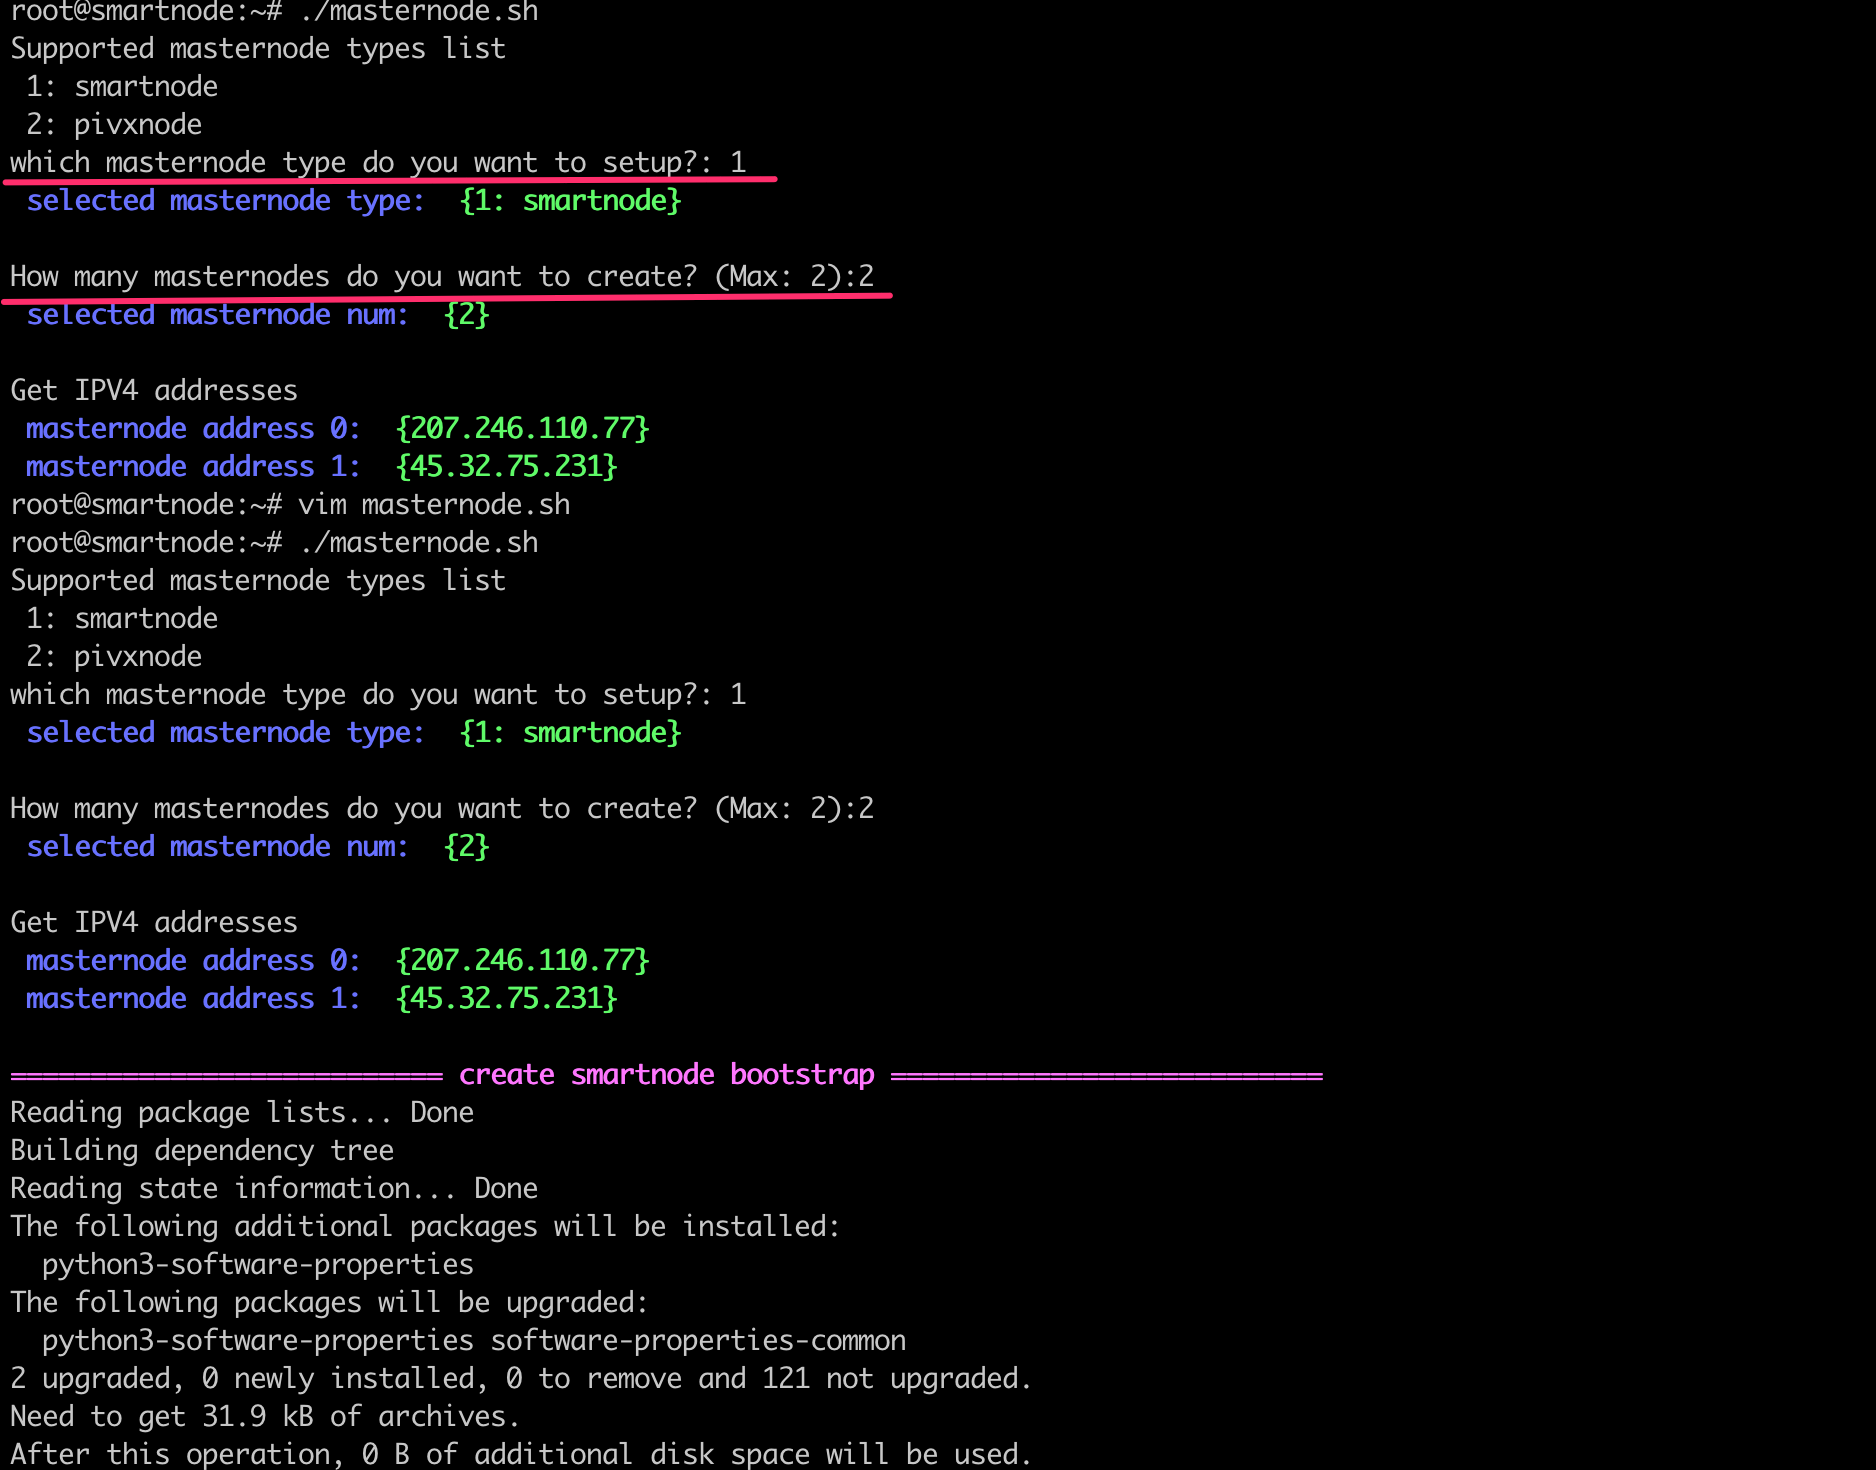 root@smartnode:~# ./masternode.sh
Supported masternode types list
 1: smartnode
 2: pivxnode
which masternode type do you want to setup?: 1
 selected masternode type:  {1: smartnode}

How many masternodes do you want to create? (Max: 2):2
 selected masternode num:  {2}

Get IPV4 addresses
 masternode address 0:  {207.246.110.77}
 masternode address 1:  {45.32.75.231}
root@smartnode:~# vim masternode.sh
root@smartnode:~# ./masternode.sh
Supported masternode types list
 1: smartnode
 2: pivxnode
which masternode type do you want to setup?: 1
 selected masternode type:  {1: smartnode}

How many masternodes do you want to create? (Max: 2):2
 selected masternode num:  {2}

Get IPV4 addresses
 masternode address 0:  {207.246.110.77}
 masternode address 1:  {45.32.75.231}

=========================== create smartnode bootstrap ===========================
Reading package lists... Done
Building dependency tree
Reading state information... Done
The following additional packages will be installed:
  python3-software-properties
The following packages will be upgraded:
  python3-software-properties software-properties-common
2 upgraded, 0 newly installed, 0 to remove and 121 not upgraded.
Need to get 31.9 kB of archives.
After this operation, 0 B of additional disk space will be used.